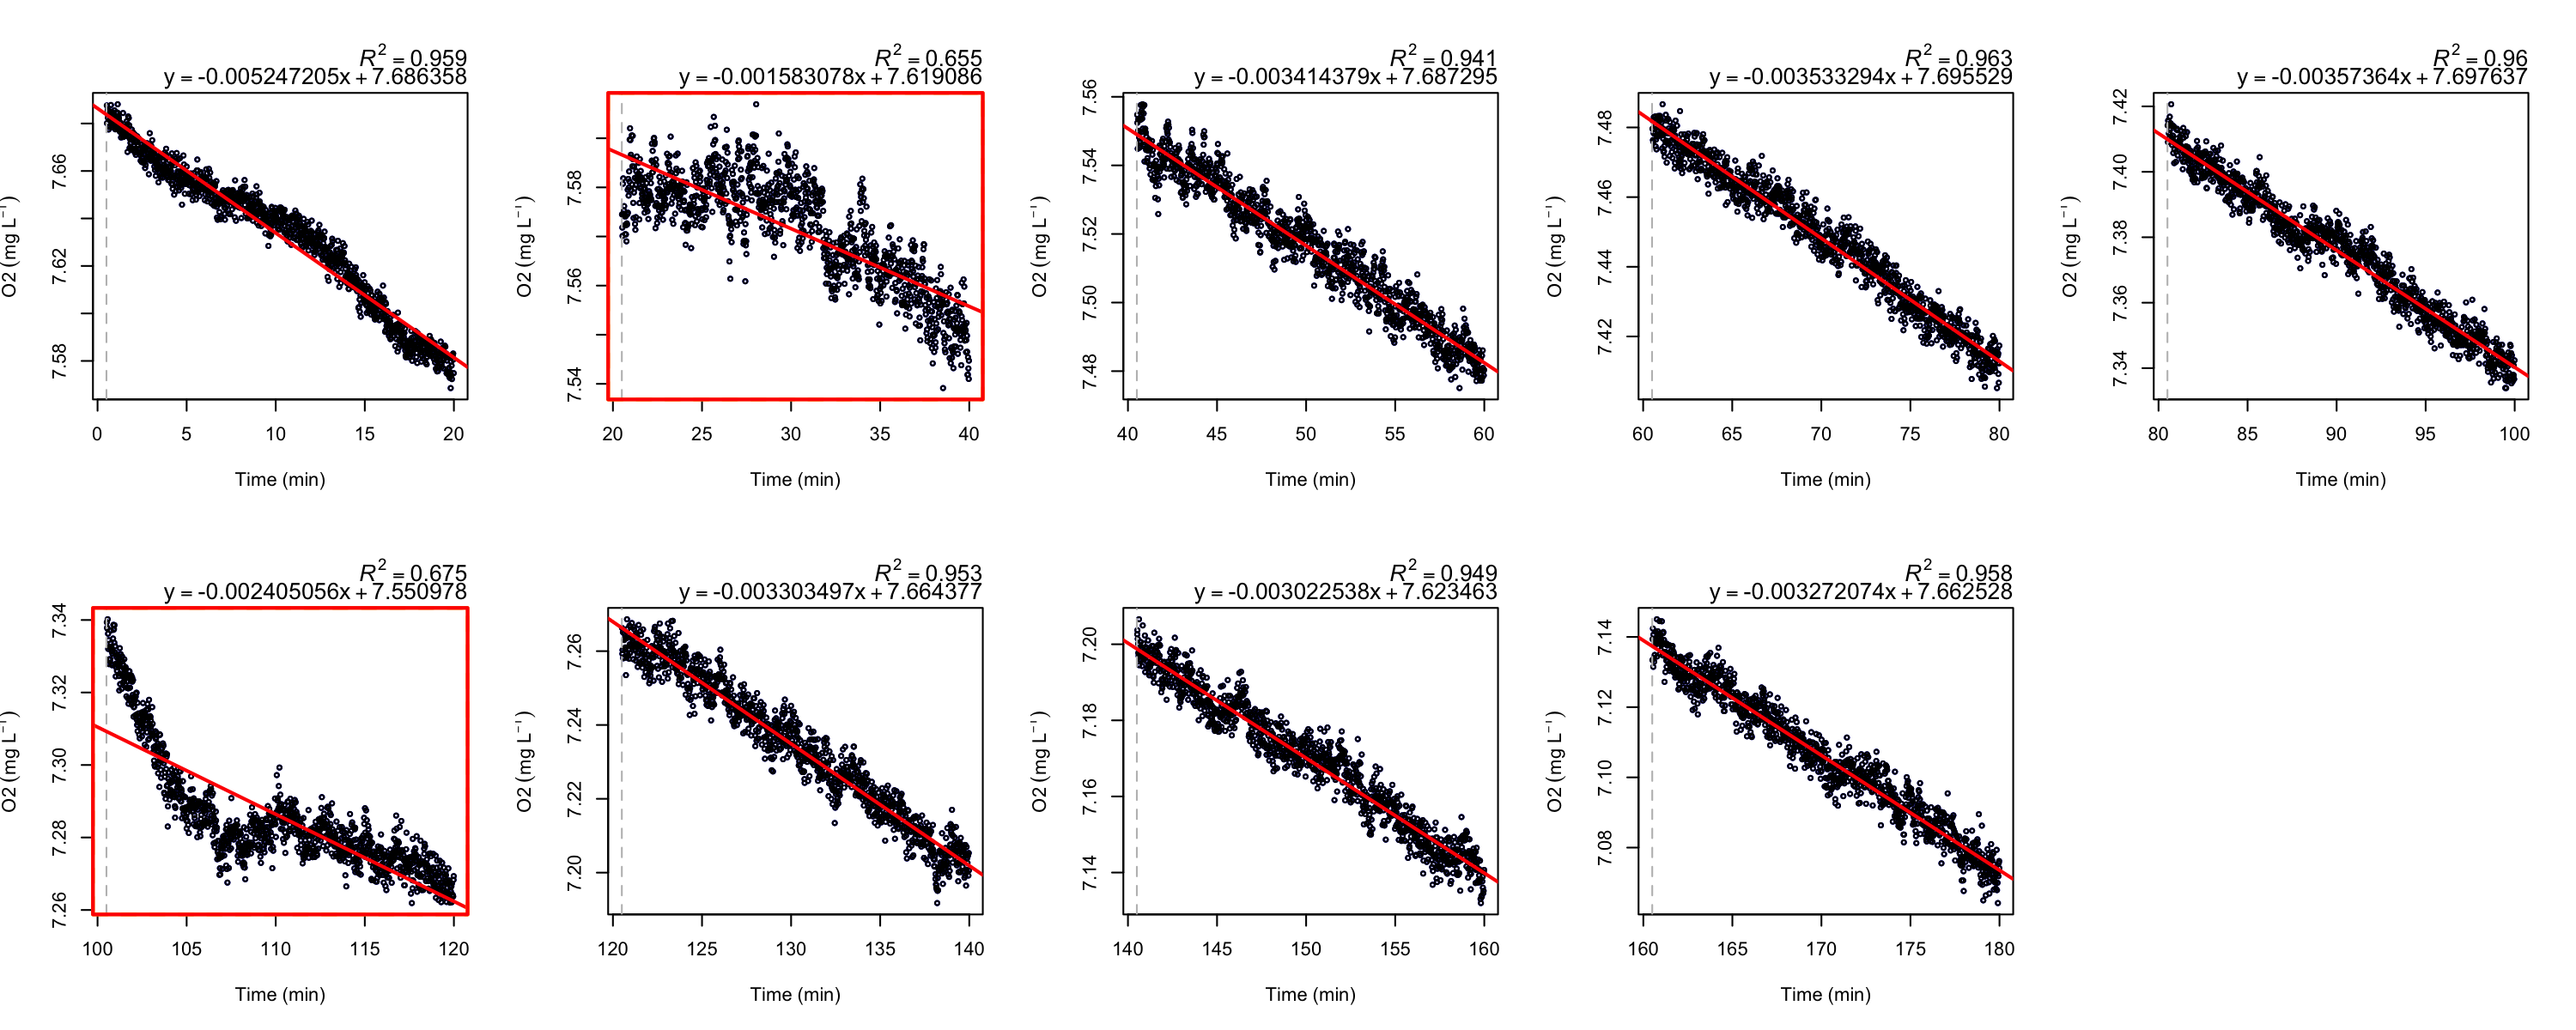 R² = 0.959
y = -0.005247205x + 7.686358
O2 (mg L⁻¹)
7.66
7.62
7.58
0 5 10 15 20
Time (min)
R² = 0.655
y = -0.001583078x + 7.619086
O2 (mg L⁻¹)
7.58
7.56
7.54
20 25 30 35 40
Time (min)
R² = 0.941
y = -0.003414379x + 7.687295
O2 (mg L⁻¹)
7.56
7.54
7.52
7.50
7.48
40 45 50 55 60
Time (min)
R² = 0.963
y = -0.003533294x + 7.695529
O2 (mg L⁻¹)
7.48
7.46
7.44
7.42
60 65 70 75 80
Time (min)
R² = 0.96
y = -0.00357364x + 7.697637
O2 (mg L⁻¹)
7.42
7.40
7.38
7.36
7.34
80 85 90 95 100
Time (min)
R² = 0.675
y = -0.002405056x + 7.550978
O2 (mg L⁻¹)
7.34
7.32
7.30
7.28
7.26
100 105 110 115 120
Time (min)
R² = 0.953
y = -0.003303497x + 7.664377
O2 (mg L⁻¹)
7.26
7.24
7.22
7.20
120 125 130 135 140
Time (min)
R² = 0.949
y = -0.003022538x + 7.623463
O2 (mg L⁻¹)
7.20
7.18
7.16
7.14
140 145 150 155 160
Time (min)
R² = 0.958
y = -0.003272074x + 7.662528
O2 (mg L⁻¹)
7.14
7.12
7.10
7.08
160 165 170 175 180
Time (min)